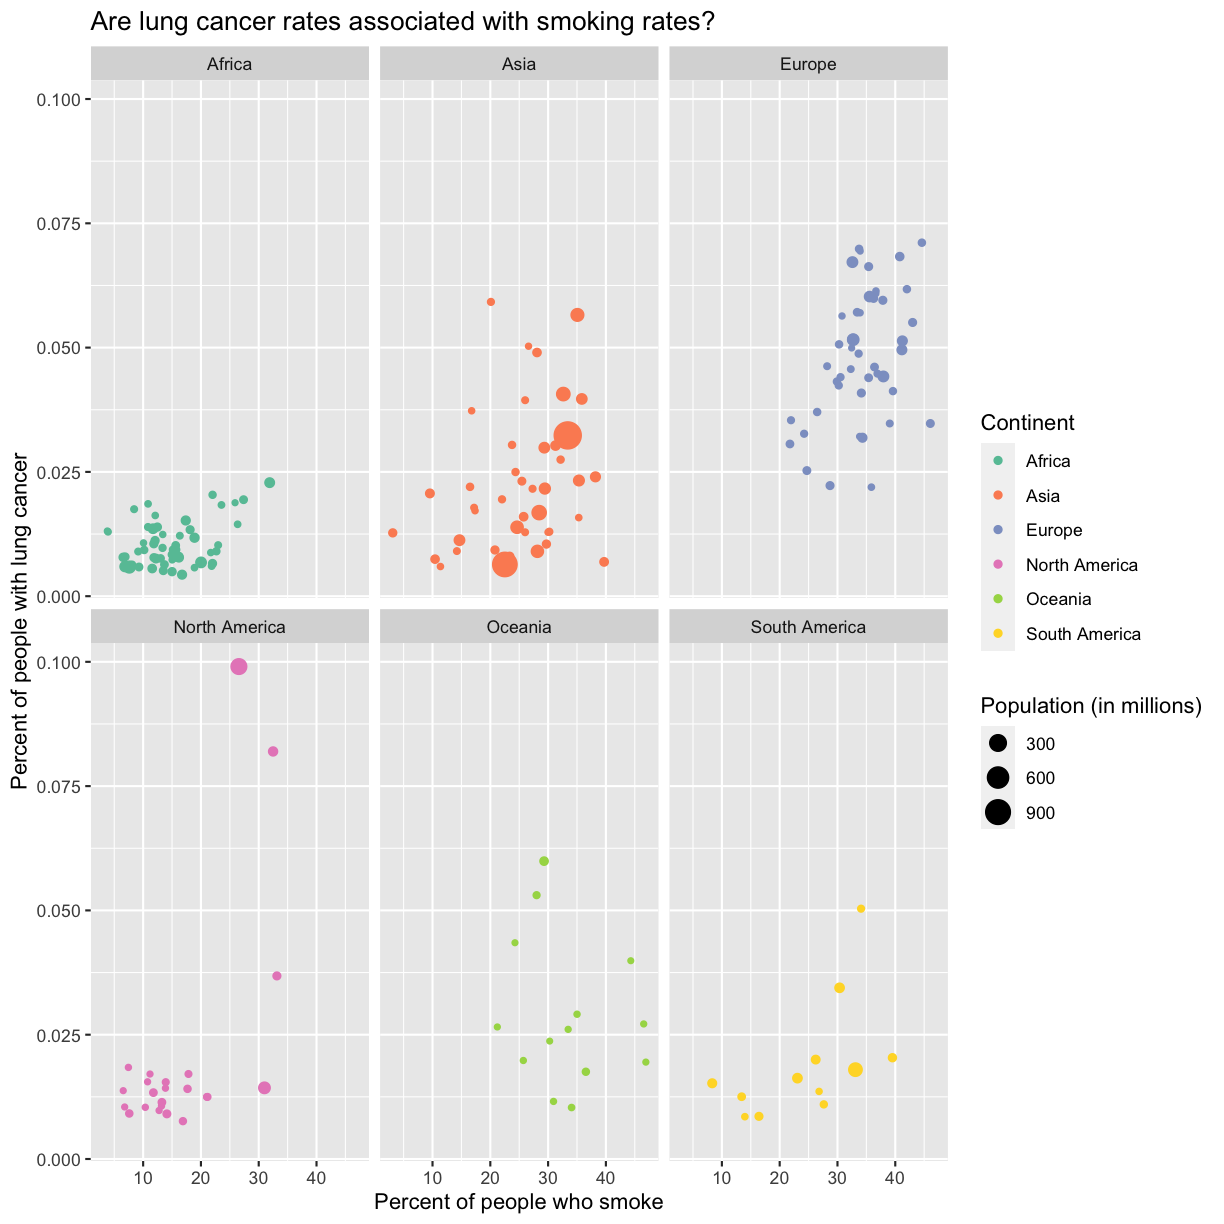 Are lung cancer rates associated with smoking rates?
Africa
Asia
Europe
0.100
0.075
0.050
0.025
0.000
North America
Oceania
South America
0.100
0.075
0.050
0.025
0.000
10 20 30 40
10 20 30 40
10 20 30 40
Percent of people who smoke
Percent of people with lung cancer
Continent
Africa
Asia
Europe
North America
Oceania
South America
Population (in millions)
300
600
900